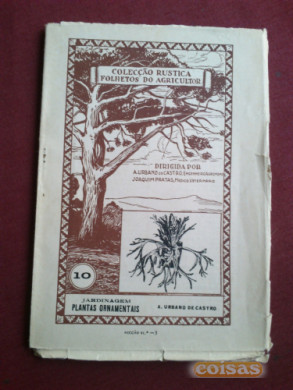 COLECÇÃO RUSTICA
FOLHETOS DO AGRICULTOR
DIRIGIDA POR
A. URBANO DE CASTRO,
JOAQUIM PRATAS,
10
JARDINAGEM
PLANTAS ORNAMENTAIS
A. URBANO DE CASTRO
coisas